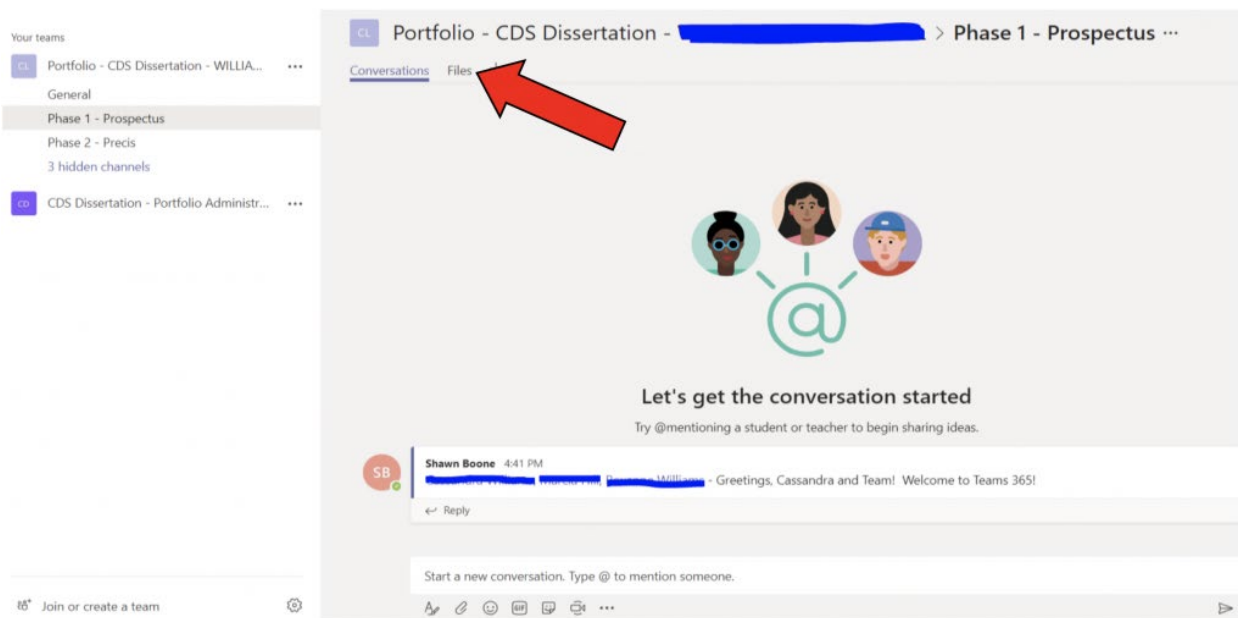 Your teams
CL Portfolio - CDS Dissertation - WILLIA... •••
General
Phase 1 - Prospectus
Phase 2 - Precis
3 hidden channels
CD CDS Dissertation - Portfolio Administr... •••
Join or create a team
CL Portfolio - CDS Dissertation - > Phase 1 - Prospectus ···
Conversations Files
@
Let's get the conversation started
Try @mentioning a student or teacher to begin sharing ideas.
SB Shawn Boone 4:41 PM
- Greetings, Cassandra and Team! Welcome to Teams 365!
Reply
Start a new conversation. Type @ to mention someone.
GIF •••